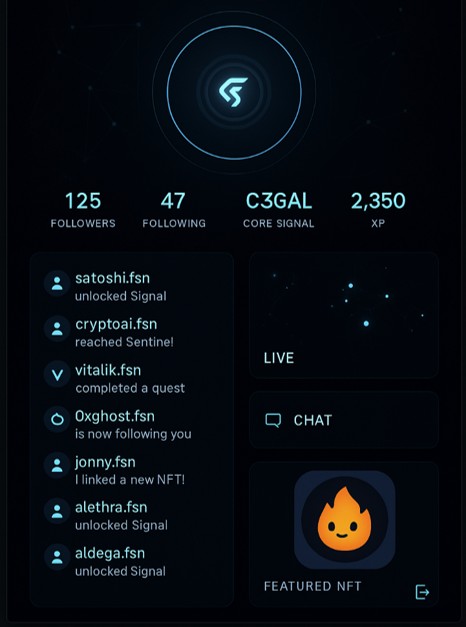 125
FOLLOWERS
47
FOLLOWING
C3GAL
CORE SIGNAL
2,350
XP
satoshi.fsn
unlocked Signal
cryptoai.fsn
reached Sentine!
vitalik.fsn
completed a quest
0xghost.fsn
is now following you
jonny.fsn
I linked a new NFT!
alethra.fsn
unlocked Signal
aldega.fsn
unlocked Signal
LIVE
CHAT
FEATURED NFT